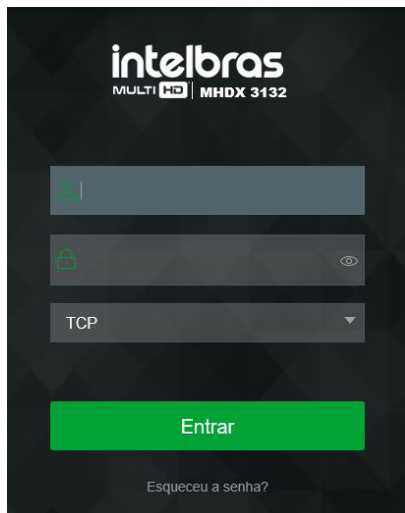 intelbras
MULTI HD MHDX 3132
TCP
Entrar
Esqueceu a senha?